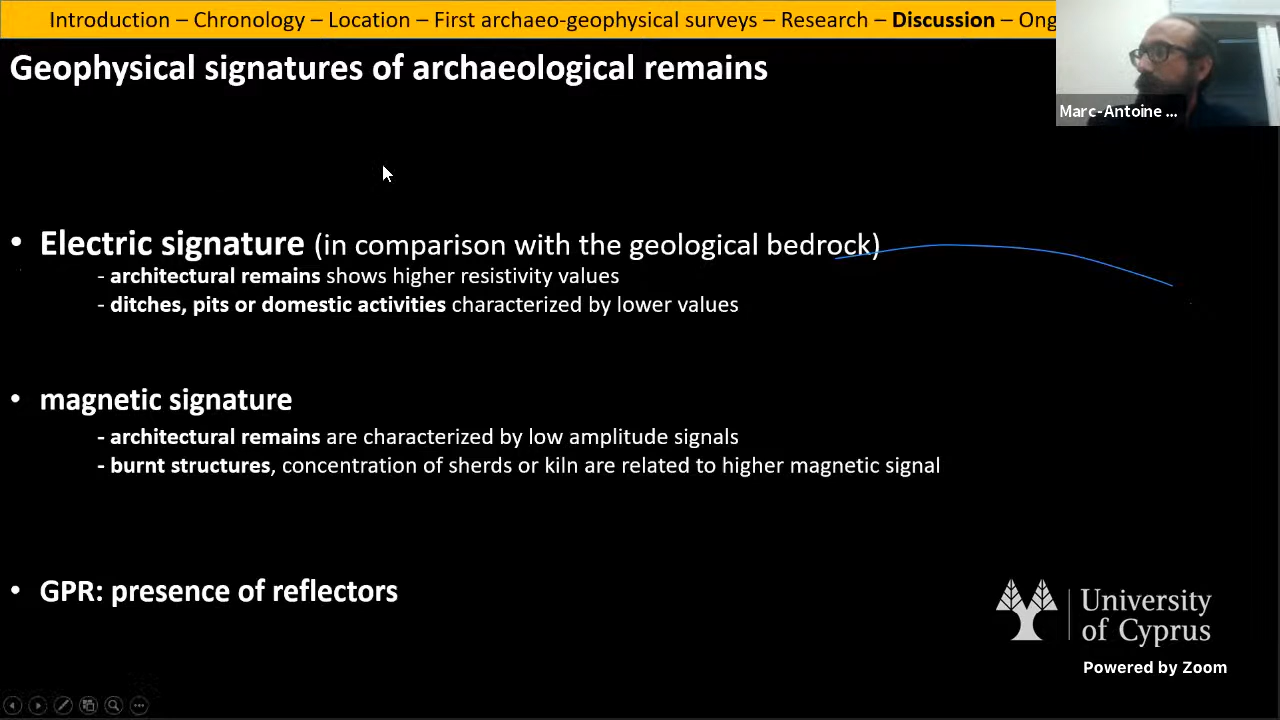 Introduction – Chronology – Location – First archaeo-geophysical surveys – Research – Discussion – Ong
Geophysical signatures of archaeological remains
Marc-Antoine ...
• Electric signature (in comparison with the geological bedrock)
- architectural remains shows higher resistivity values
- ditches, pits or domestic activities characterized by lower values
• magnetic signature
- architectural remains are characterized by low amplitude signals
- burnt structures, concentration of sherds or kiln are related to higher magnetic signal
• GPR: presence of reflectors
University
of Cyprus
Powered by Zoom